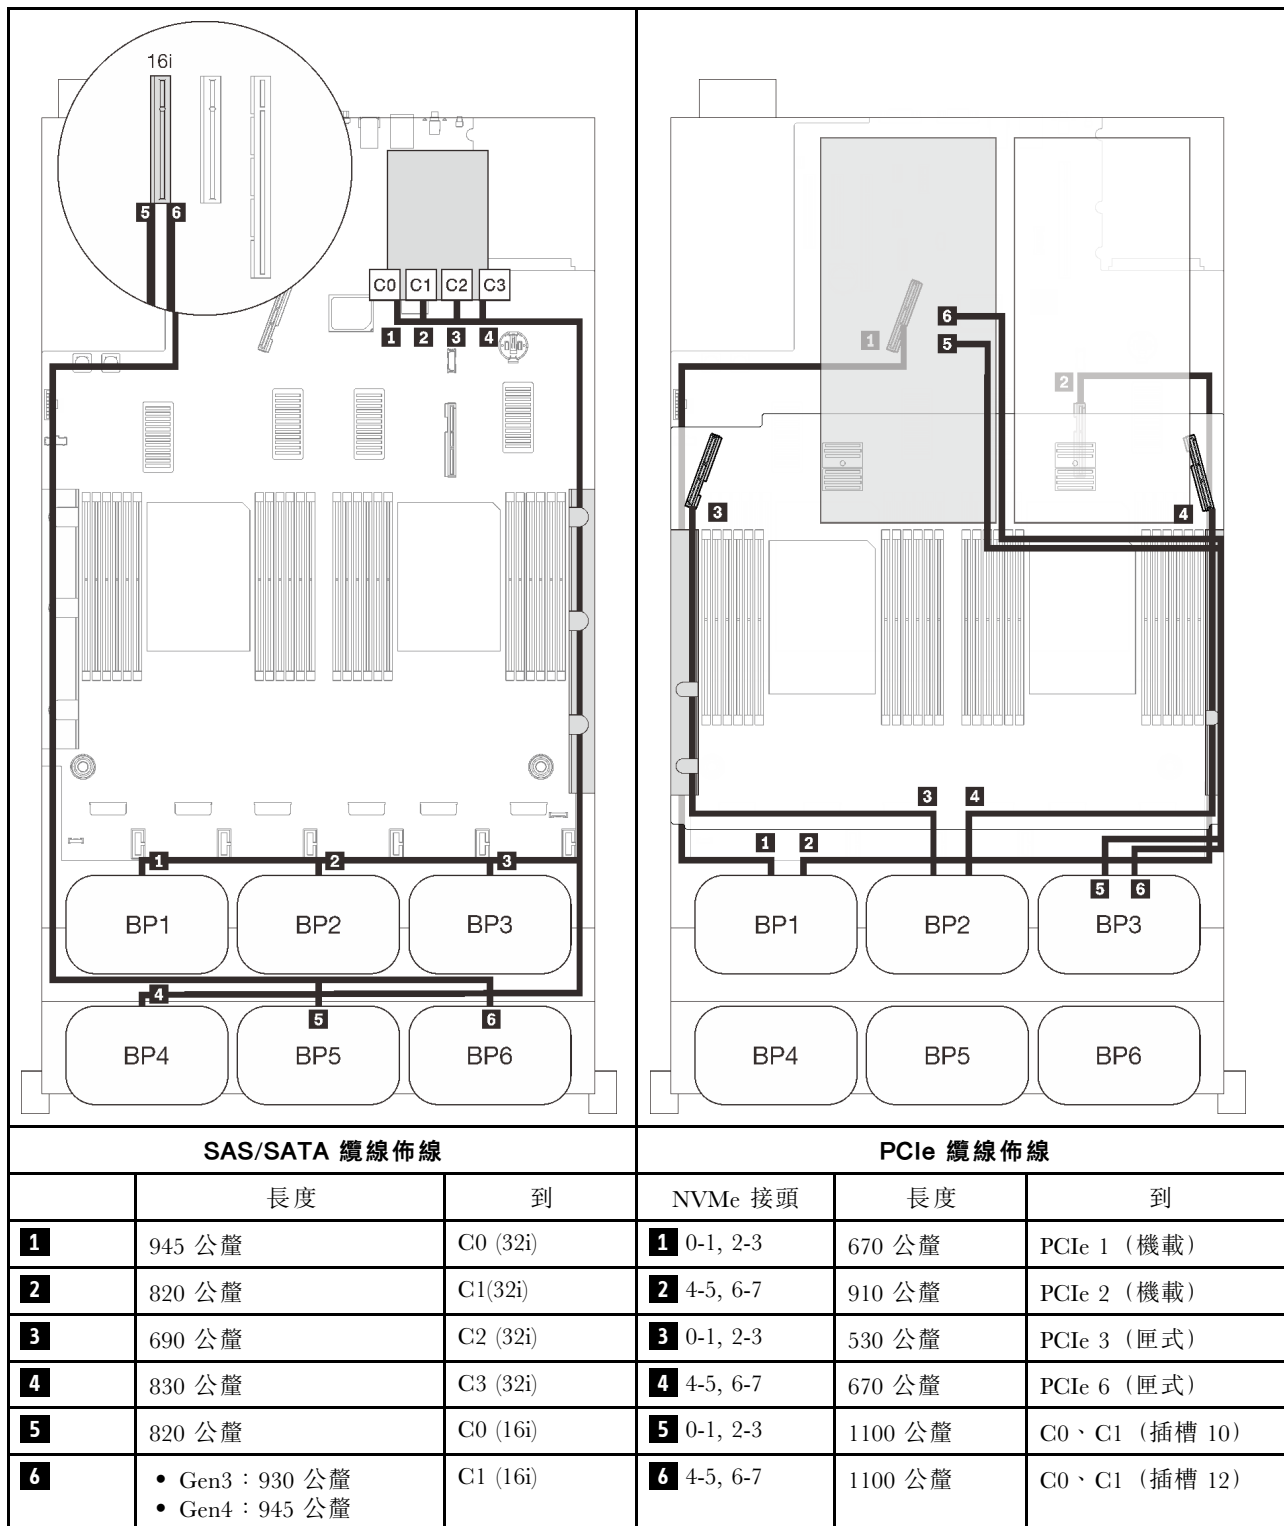 16i
5 6
C0 C1 C2 C3
1 2 3 4
1 2 3
BP1 BP2 BP3
4
5 6
BP4 BP5 BP6
6
1 5
2
3 4
3 4
1 2
5 6
BP1 BP2 BP3
BP4 BP5 BP6
SAS/SATA 纜線佈線 PCIe 纜線佈線
長度 到 NVMe 接頭 長度 到
1 945 公釐 C0 (32i) 1 0-1, 2-3 670 公釐 PCIe 1（機載）
2 820 公釐 C1(32i) 2 4-5, 6-7 910 公釐 PCIe 2（機載）
3 690 公釐 C2 (32i) 3 0-1, 2-3 530 公釐 PCIe 3（匣式）
4 830 公釐 C3 (32i) 4 4-5, 6-7 670 公釐 PCIe 6（匣式）
5 820 公釐 C0 (16i) 5 0-1, 2-3 1100 公釐 C0、C1（插槽 10）
6 • Gen3：930 公釐 C1 (16i) 6 4-5, 6-7 1100 公釐 C0、C1（插槽 12）
• Gen4：945 公釐